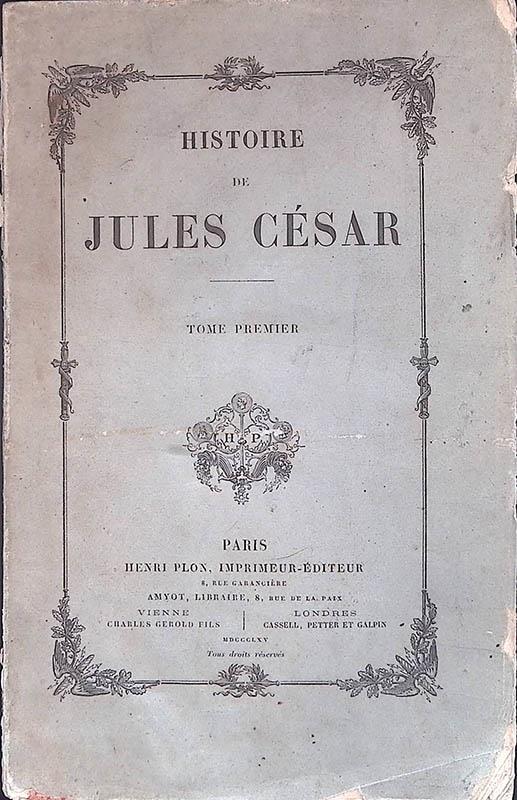 HISTOIRE
DE
JULES CÉSAR
TOME PREMIER
H P
PARIS
HENRI PLON, IMPRIMEUR-ÉDITEUR
8, RUE GARANCIÈRE
AMYOT, LIBRAIRE, 8, RUE DE LA PAIX
VIENNE
CHARLES GEROLD FILS
LONDRES
CASSELL, PETTER ET GALPIN
MDCCCLXV
Tous droits réservés